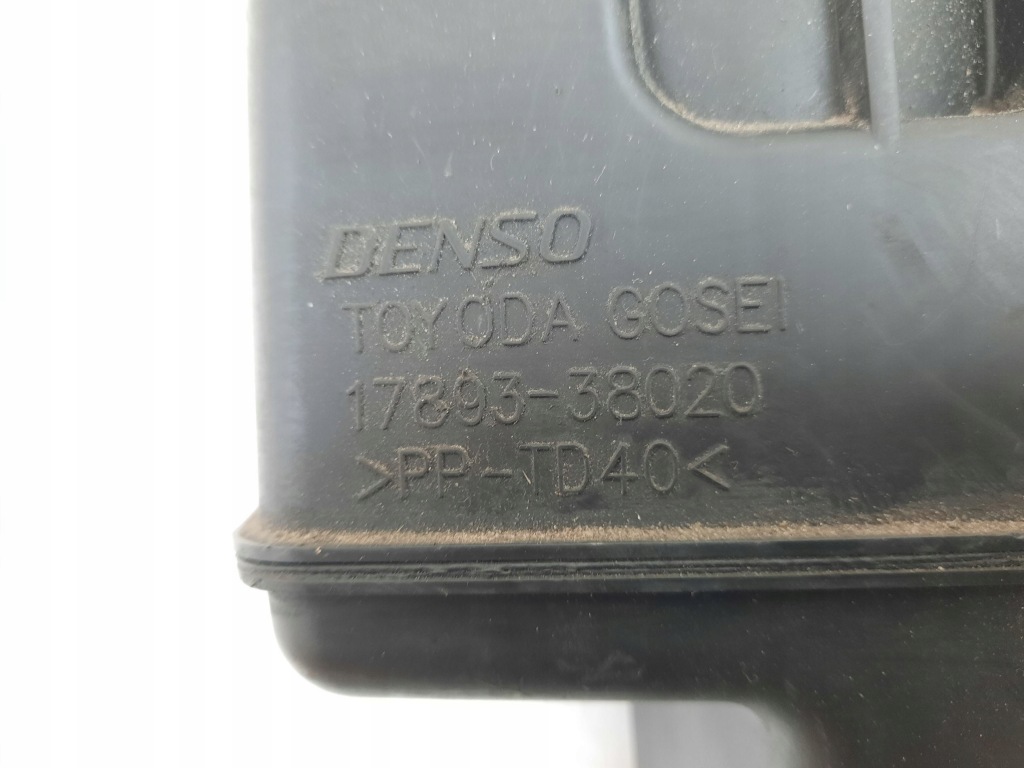 DENSO
TOYODA GOSEI
17893-38020
>PP-TD40<